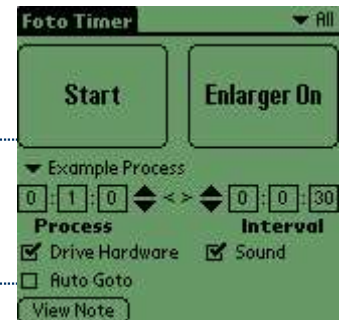 Foto Timer All
Start Enlarger On
Example Process
0 : 1 : 0 < > 0 : 0 : 30
Process Interval
Drive Hardware Sound
Auto Goto
View Note